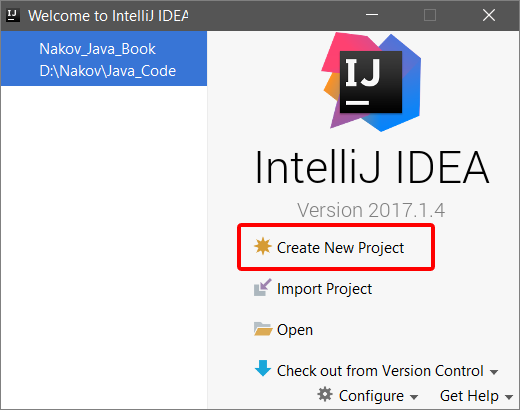 Welcome to IntelliJ IDEA
Nakov_Java_Book
D:\Nakov\Java_Code
IJ
IntelliJ IDEA
Version 2017.1.4
Create New Project
Import Project
Open
Check out from Version Control
Configure
Get Help